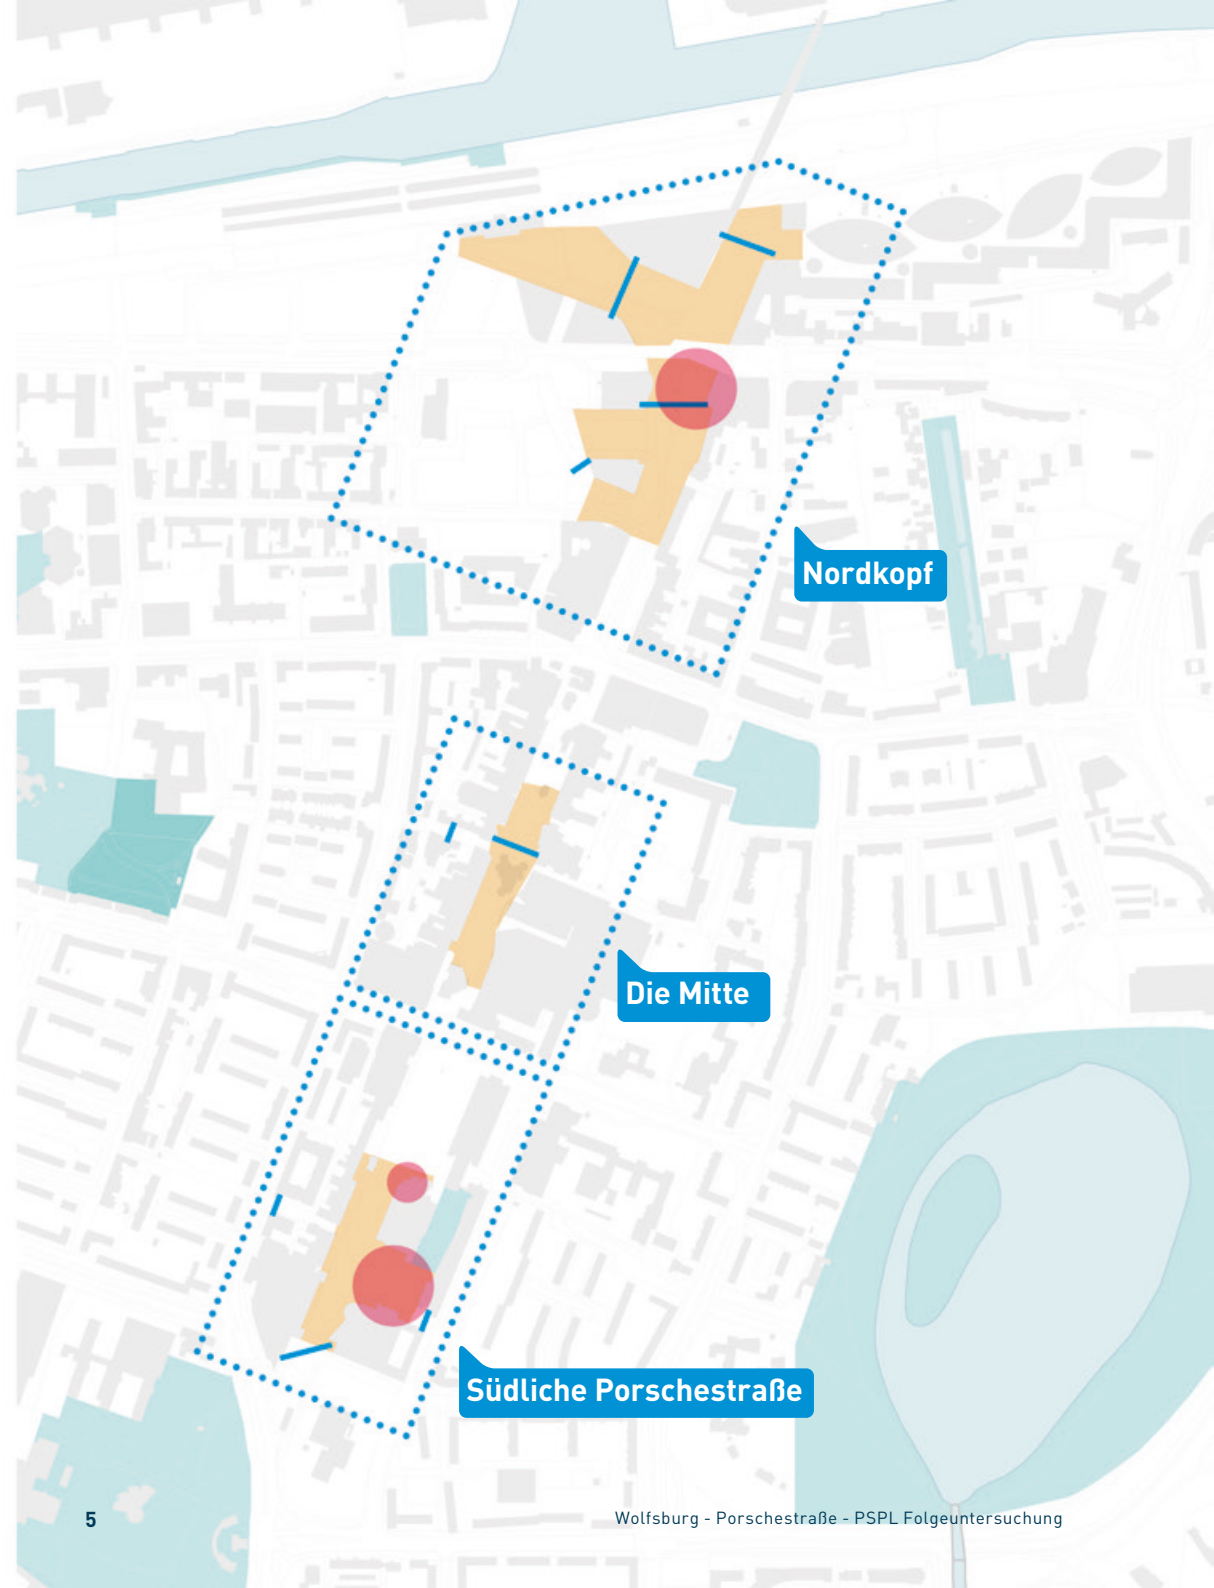 Nordkopf
Die Mitte
Südliche Porschestraße
5
Wolfsburg - Porschestraße - PSPL Folgeuntersuchung